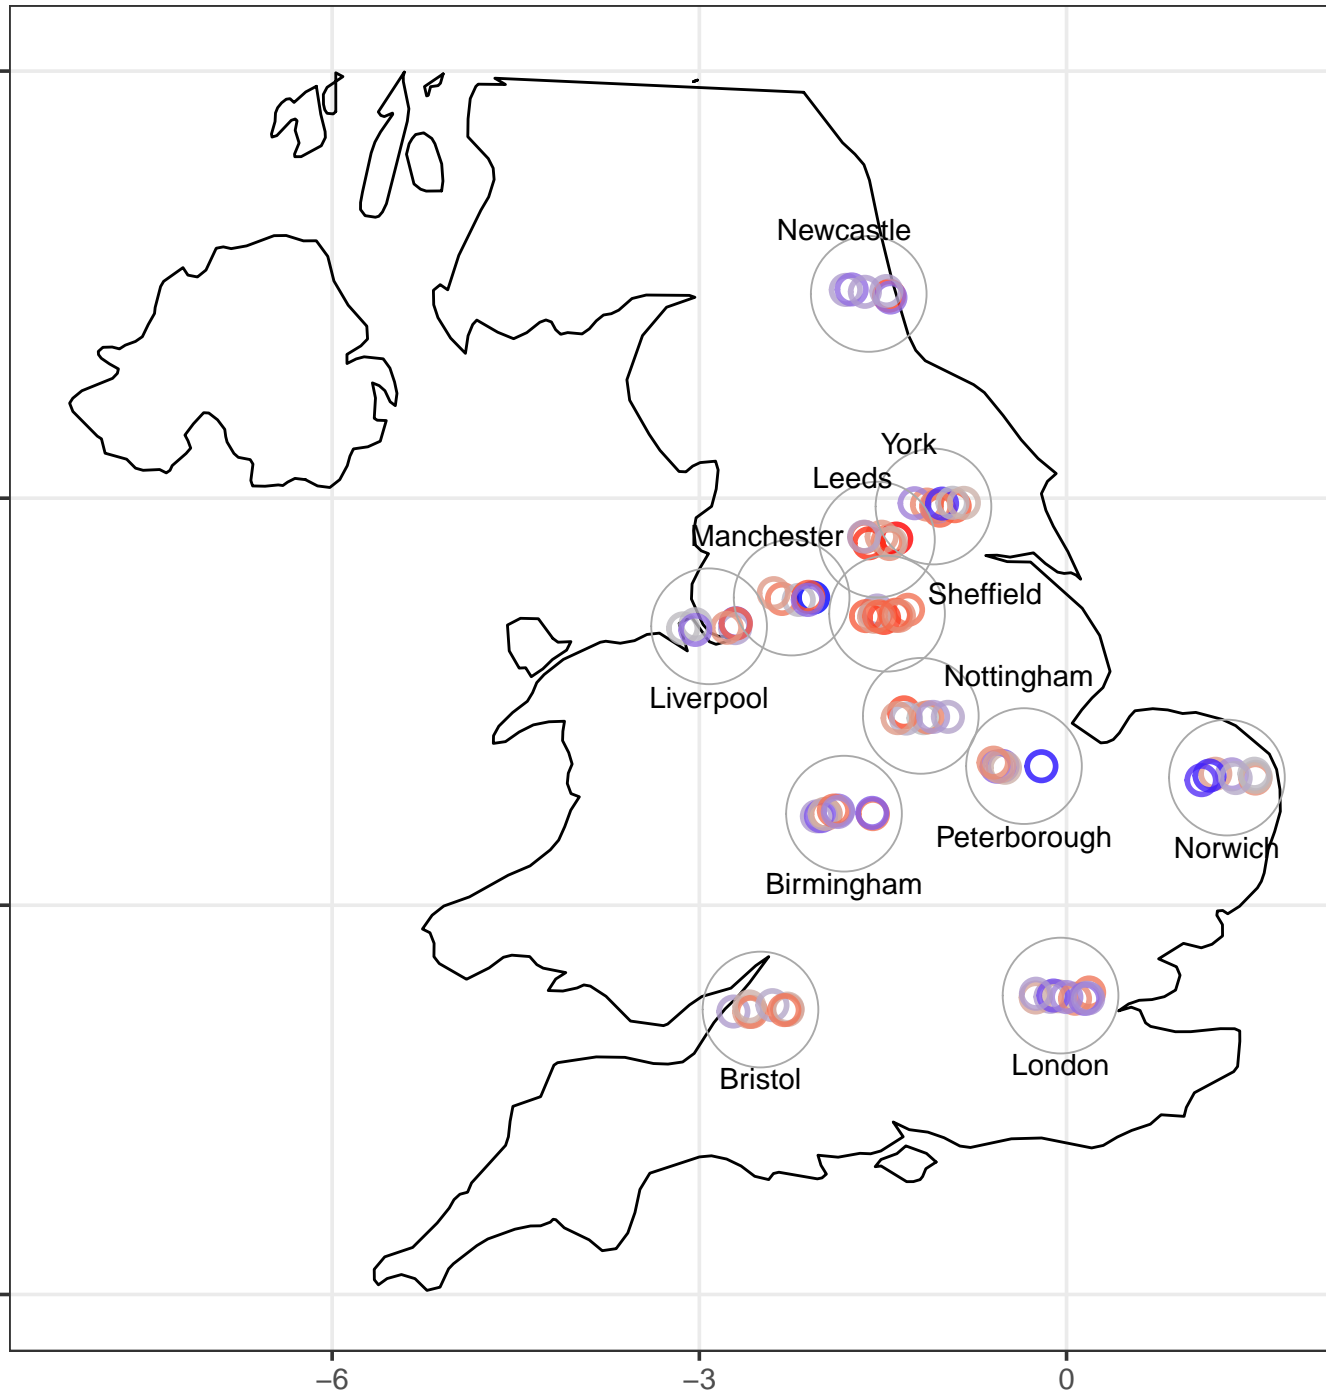 Newcastle
York
Leeds
Manchester
Sheffield
Liverpool
Nottingham
Peterborough
Norwich
Birmingham
London
Bristol
−6
−3
0